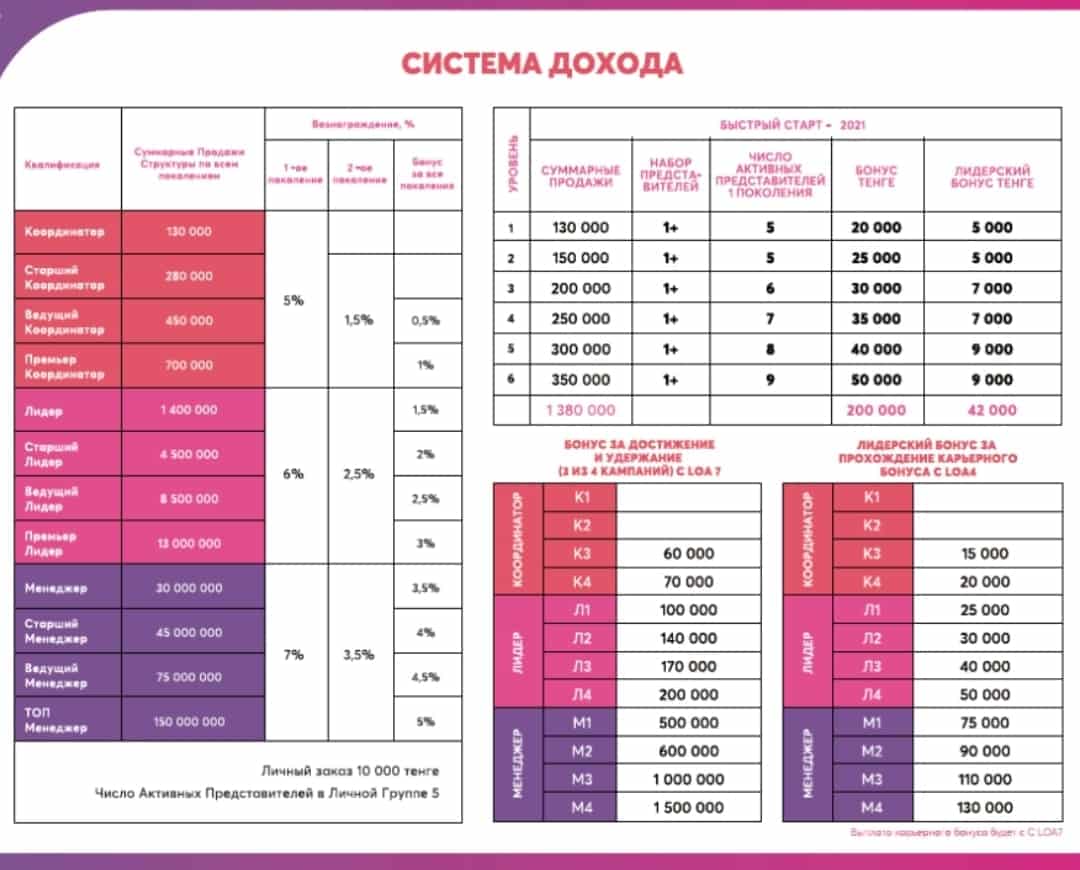 СИСТЕМА ДОХОДА
Квалификация
Суммарные Продажи
Структуры по всем
поколениям
Вознаграждение, %
1-ое
поколение
2-ое
поколение
Бонус
за все
поколения
Координатор
130 000
Старший
Координатор
280 000
5%
1,5%
Ведущий
Координатор
450 000
0,5%
Премьер
Координатор
700 000
1%
Лидер
1 400 000
1,5%
Старший
Лидер
4 500 000
2%
6%
2,5%
Ведущий
Лидер
8 500 000
2,5%
Премьер
Лидер
13 000 000
3%
Менеджер
30 000 000
3,5%
Старший
Менеджер
45 000 000
4%
7%
3,5%
Ведущий
Менеджер
75 000 000
4,5%
ТОП
Менеджер
150 000 000
5%
Личный заказ 10 000 тенге
Число Активных Представителей в Личной Группе 5
УРОВЕНЬ
БЫСТРЫЙ СТАРТ - 2021
СУММАРНЫЕ
ПРОДАЖИ
НАБОР
ПРЕДСТА-
ВИТЕЛЕЙ
ЧИСЛО
АКТИВНЫХ
ПРЕДСТАВИТЕЛЕЙ
1 ПОКОЛЕНИЯ
БОНУС
ТЕНГЕ
ЛИДЕРСКИЙ
БОНУС ТЕНГЕ
1 130 000 1+ 5 20 000 5 000
2 150 000 1+ 5 25 000 5 000
3 200 000 1+ 6 30 000 7 000
4 250 000 1+ 7 35 000 7 000
5 300 000 1+ 8 40 000 9 000
6 350 000 1+ 9 50 000 9 000
1 380 000 200 000 42 000
БОНУС ЗА ДОСТИЖЕНИЕ
И УДЕРЖАНИЕ
(3 ИЗ 4 КАМПАНИЙ) С LOA 7
КООРДИНАТОР
К1
К2
К3 60 000
К4 70 000
ЛИДЕР
Л1 100 000
Л2 140 000
Л3 170 000
Л4 200 000
МЕНЕДЖЕР
М1 500 000
М2 600 000
М3 1 000 000
М4 1 500 000
ЛИДЕРСКИЙ БОНУС ЗА
ПРОХОЖДЕНИЕ КАРЬЕРНОГО
БОНУСА С LOA4
КООРДИНАТОР
К1
К2
К3 15 000
К4 20 000
ЛИДЕР
Л1 25 000
Л2 30 000
Л3 40 000
Л4 50 000
МЕНЕДЖЕР
М1 75 000
М2 90 000
М3 110 000
М4 130 000
Выплата карьерного бонуса будет с С LOA7